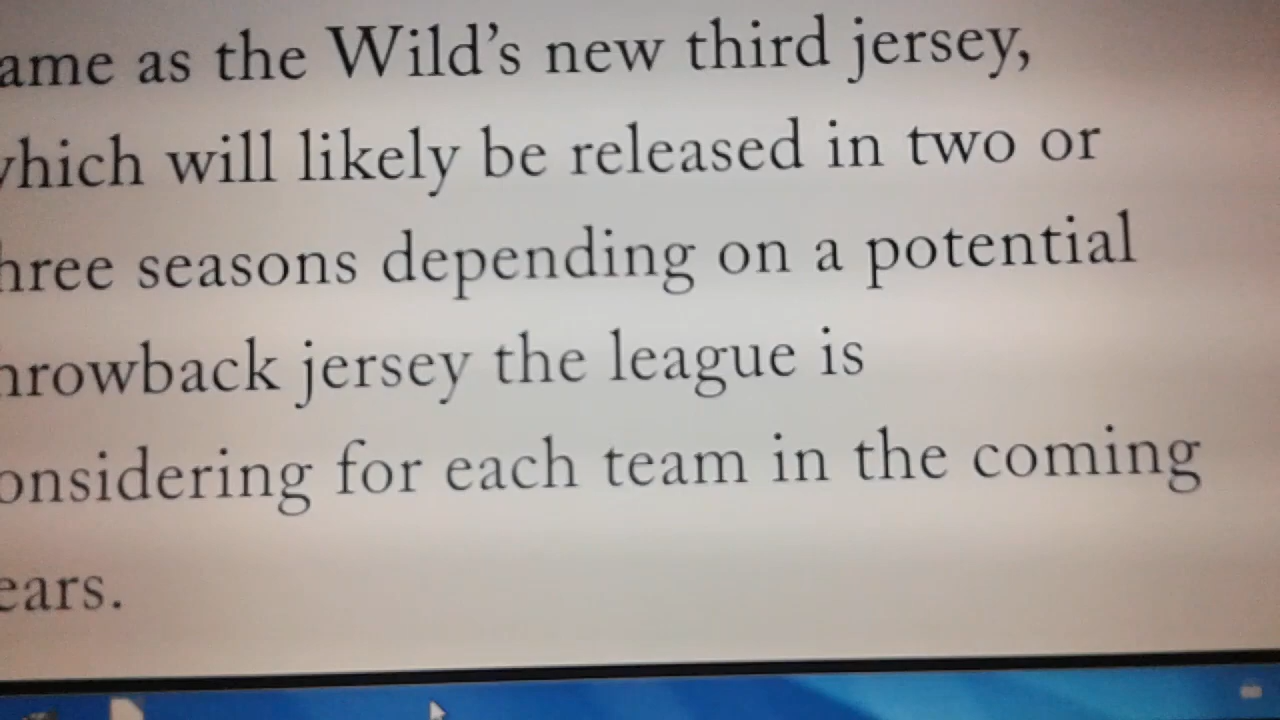 ame as the Wild's new third jersey,
which will likely be released in two or
hree seasons depending on a potential
hrowback jersey the league is
onsidering for each team in the coming
ears.